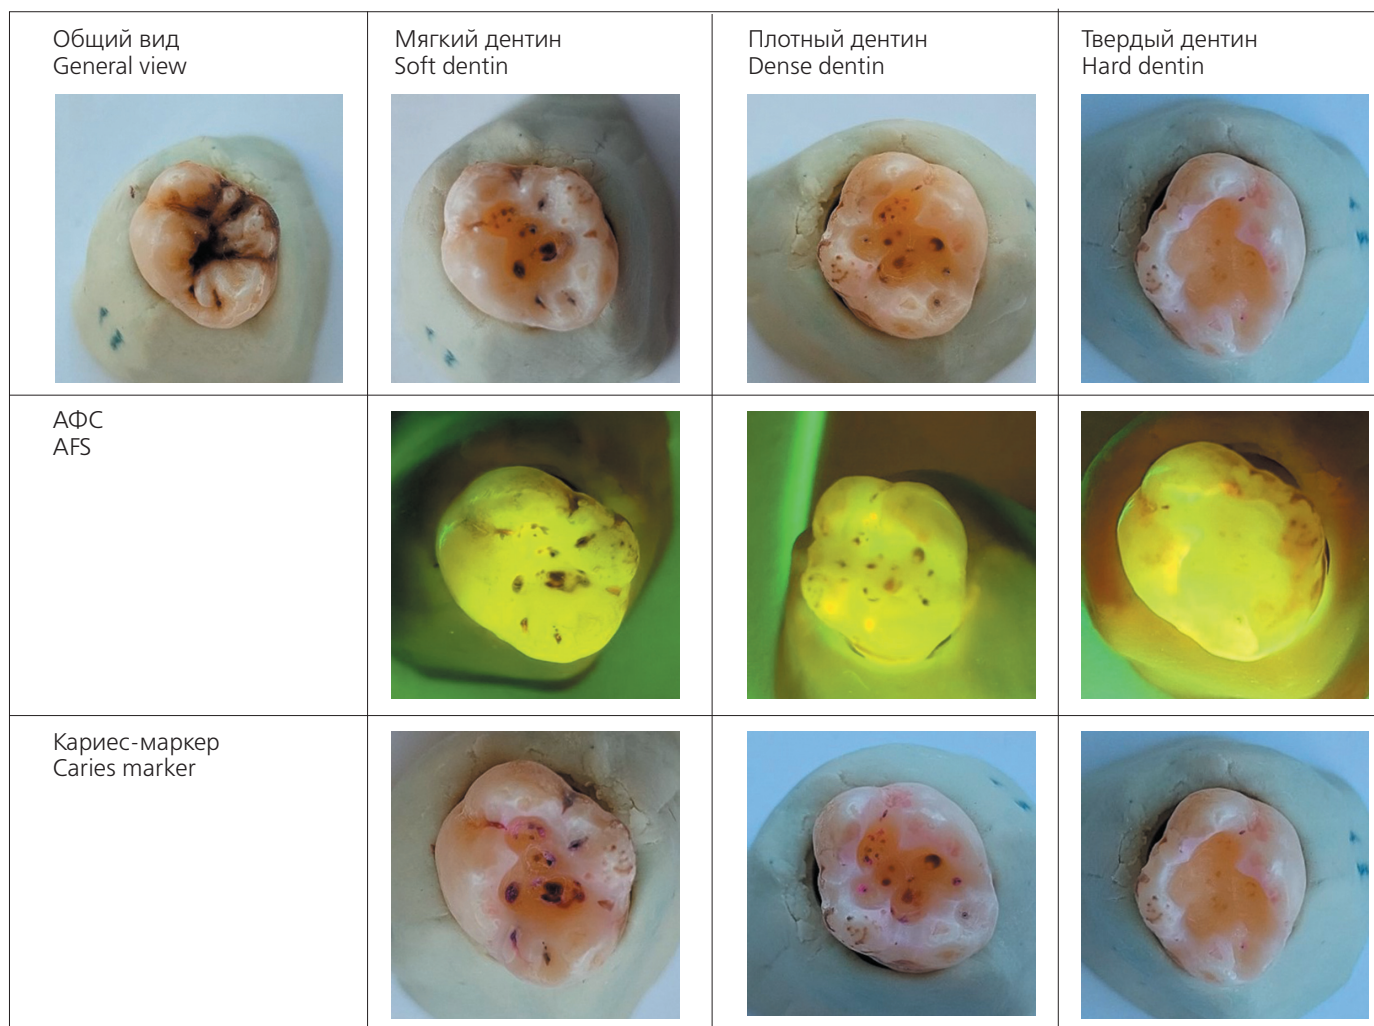 Общий вид
General view
Мягкий дентин
Soft dentin
Плотный дентин
Dense dentin
Твердый дентин
Hard dentin
АФС
AFS
Кариес-маркер
Caries marker